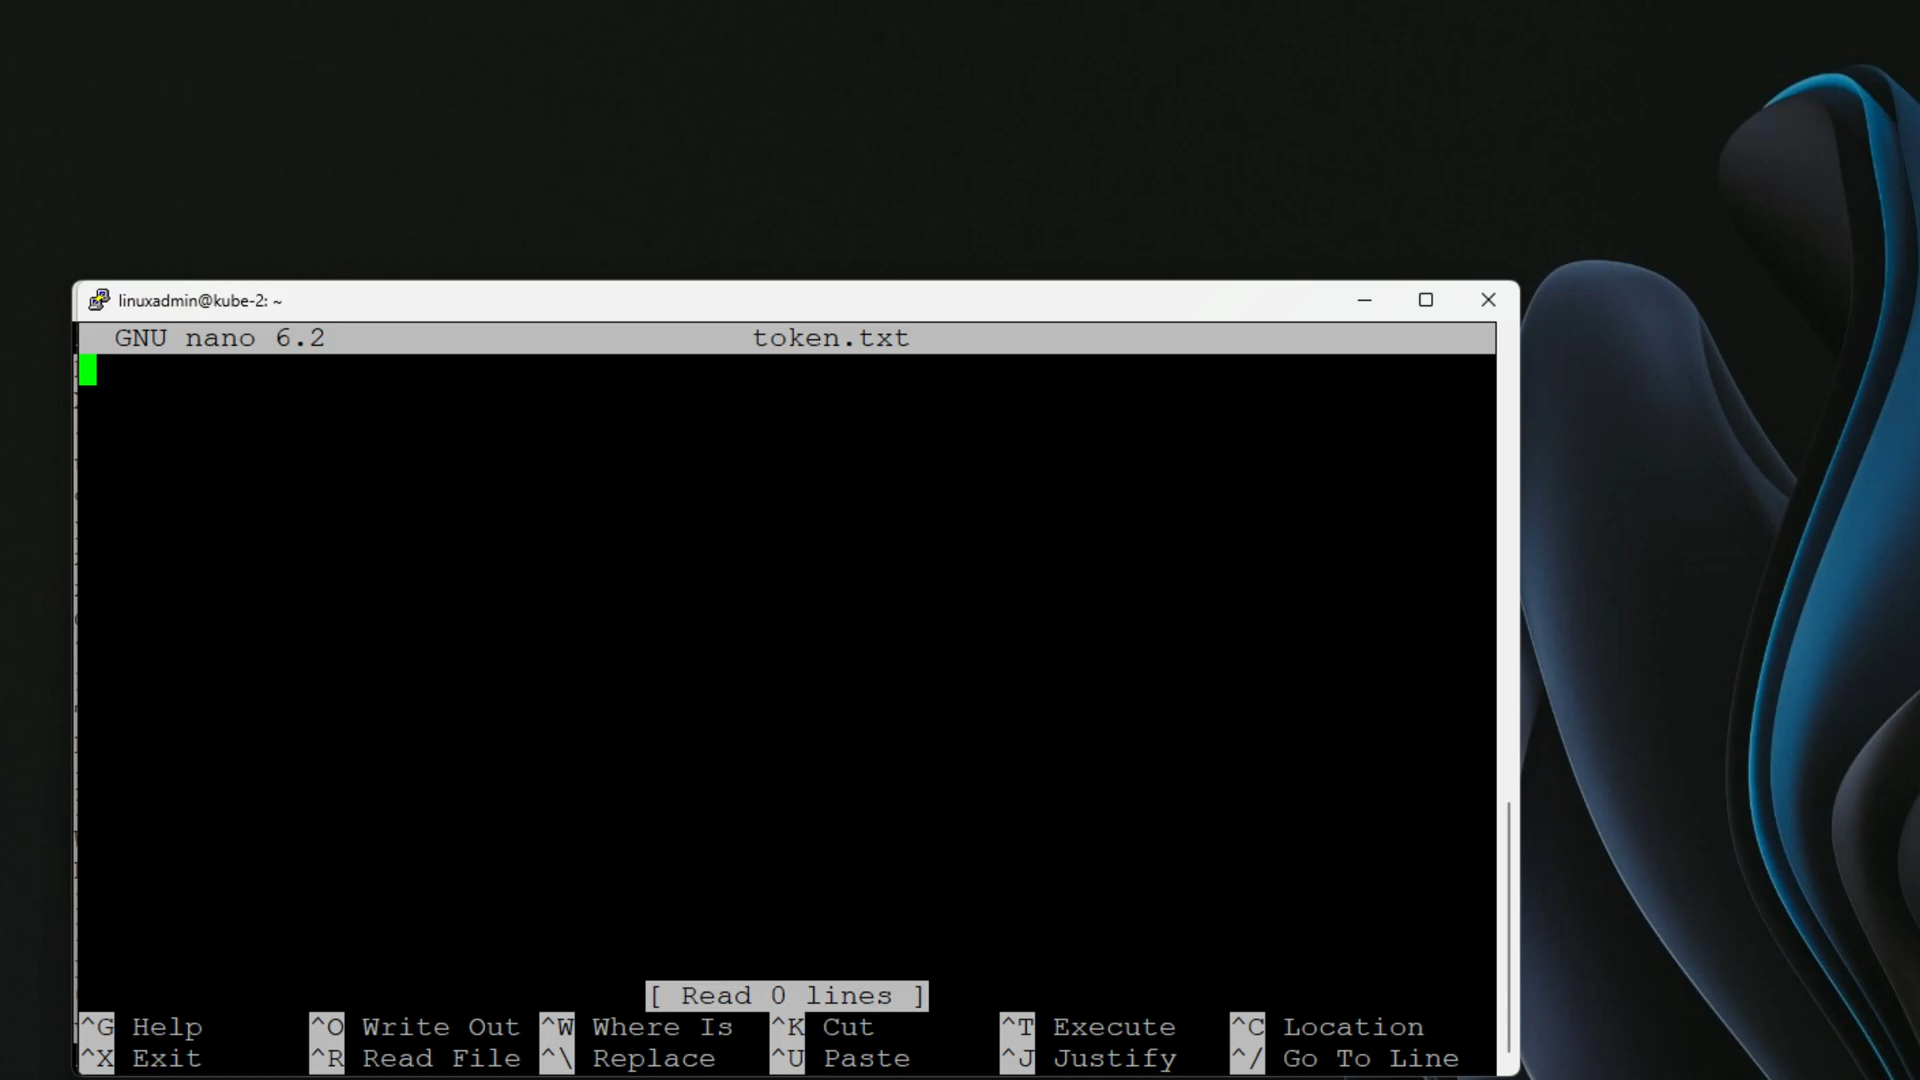 linuxadmin@kube-2: ~
GNU nano 6.2 token.txt
[ Read 0 lines ]
^G Help ^O Write Out ^W Where Is ^K Cut ^T Execute ^C Location
^X Exit ^R Read File ^\ Replace ^U Paste ^J Justify ^/ Go To Line